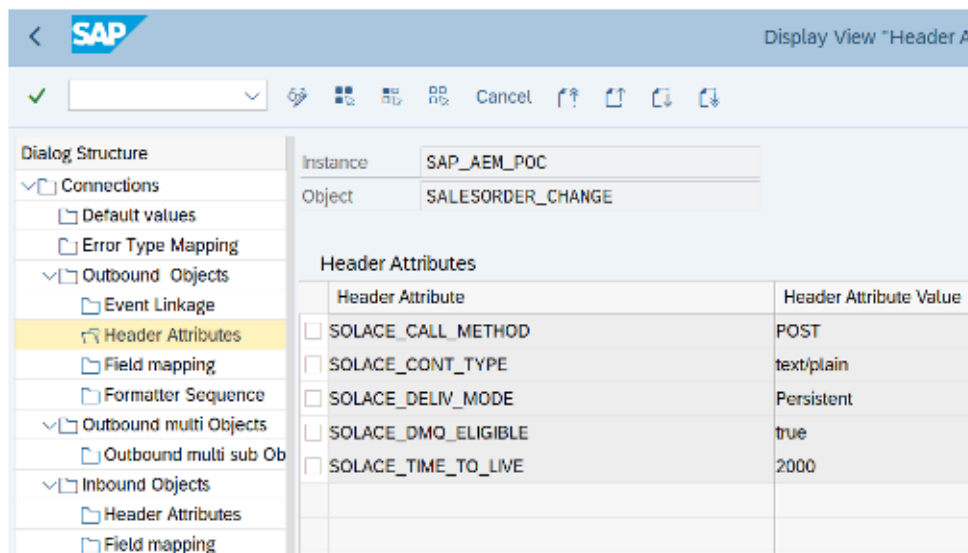 SAP
Display View "Header A
Cancel
Dialog Structure
Connections
Default values
Error Type Mapping
Outbound Objects
Event Linkage
Header Attributes
Field mapping
Formatter Sequence
Outbound multi Objects
Outbound multi sub Ob
Inbound Objects
Header Attributes
Field mapping
Instance SAP_AEM_POC
Object SALESORDER_CHANGE
Header Attributes
Header Attribute Header Attribute Value
SOLACE_CALL_METHOD POST
SOLACE_CONT_TYPE text/plain
SOLACE_DELIV_MODE Persistent
SOLACE_DMQ_ELIGIBLE true
SOLACE_TIME_TO_LIVE 2000